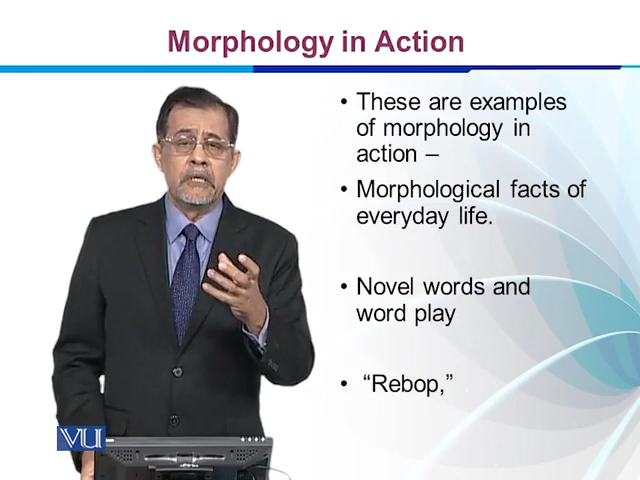 Morphology in Action
• These are examples
of morphology in
action –
• Morphological facts of
everyday life.
• Novel words and
word play
• “Rebop,”
VU